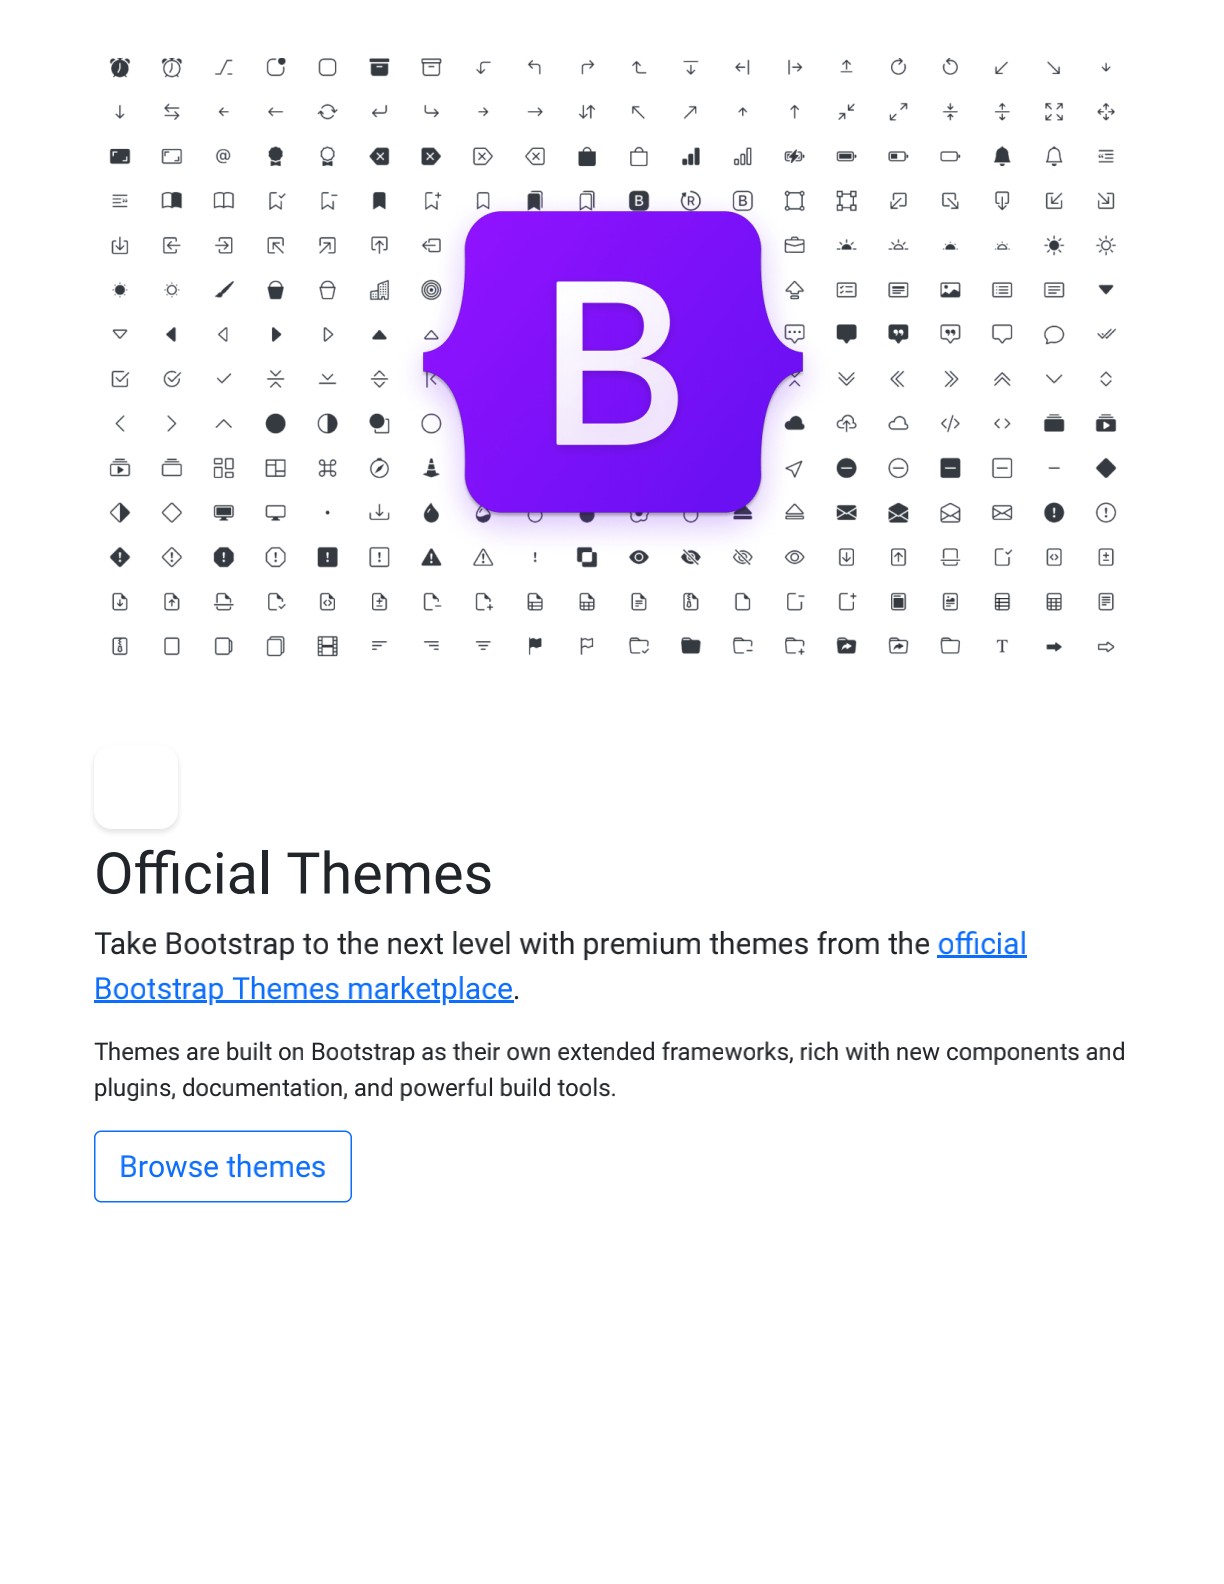 @
B R B
B
T
Official Themes
Take Bootstrap to the next level with premium themes from the official
Bootstrap Themes marketplace.
Themes are built on Bootstrap as their own extended frameworks, rich with new components and
plugins, documentation, and powerful build tools.
Browse themes